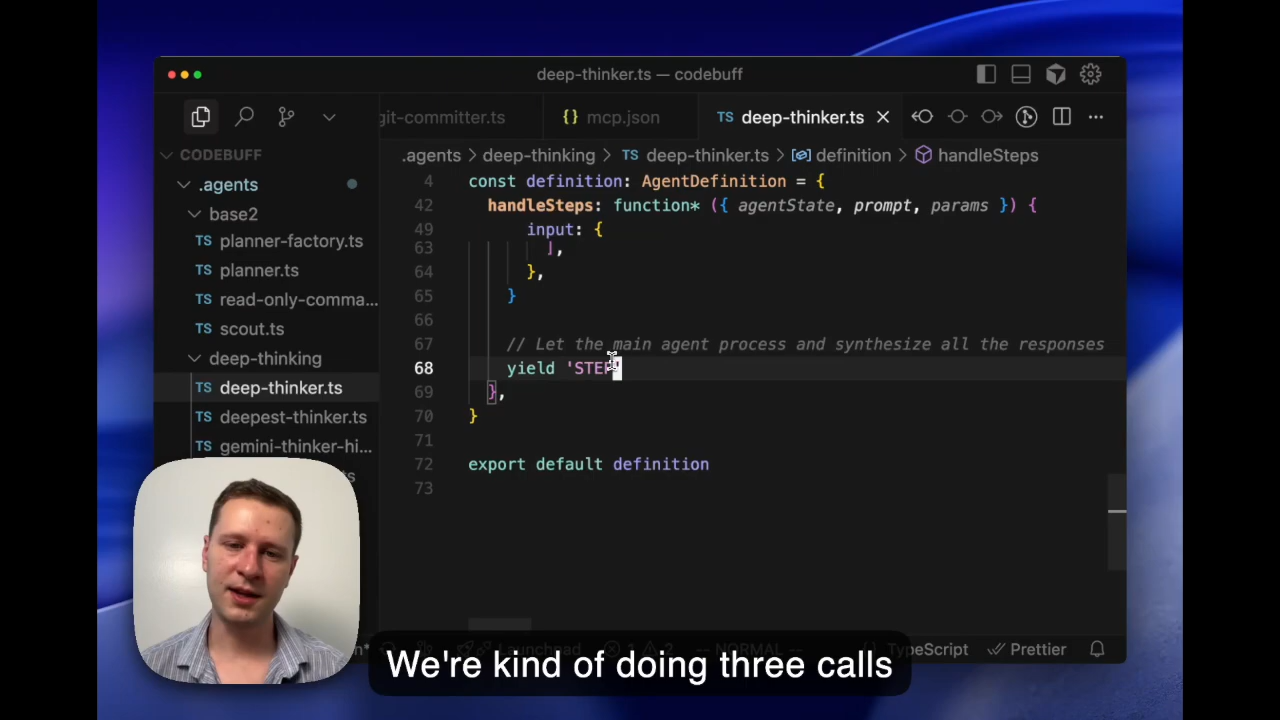 deep-thinker.ts — codebuff
git-committer.ts
{} mcp.json
TS deep-thinker.ts
CODEBUFF
.agents
base2
TS planner-factory.ts
TS planner.ts
TS read-only-comma...
TS scout.ts
deep-thinking
TS deep-thinker.ts
TS deepest-thinker.ts
TS gemini-thinker-hi...
.agents > deep-thinking > TS deep-thinker.ts > definition > handleSteps
4 const definition: AgentDefinition = {
42 handleSteps: function* ({ agentState, prompt, params }) {
49 input: {
63 ],
64 },
65 }
66
67 // Let the main agent process and synthesize all the responses
68 yield 'STEP'
69 },
70 }
71
72 export default definition
73
Launchpad
-- NORMAL --
TypeScript
Prettier
We're kind of doing three calls